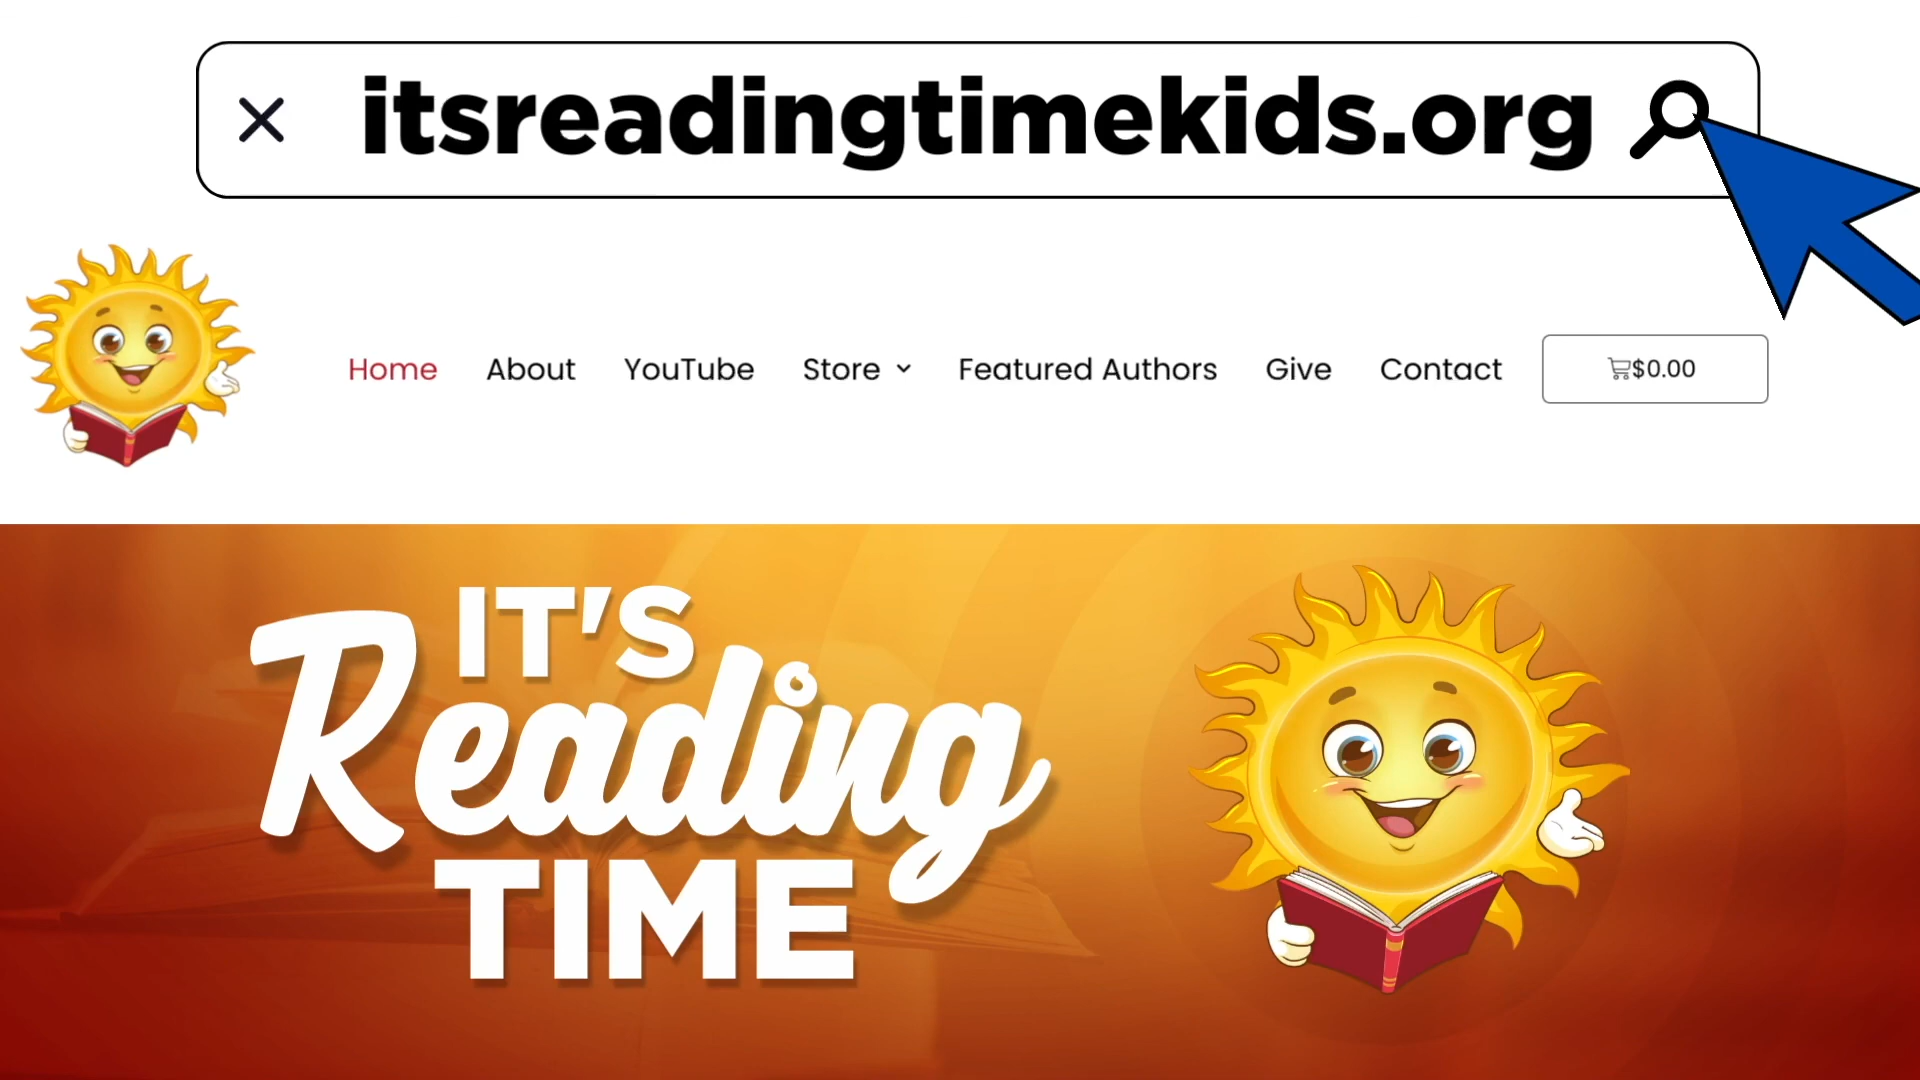 itsreadingtimekids.org
Home About YouTube Store Featured Authors Give Contact $0.00
IT'S
Reading
TIME